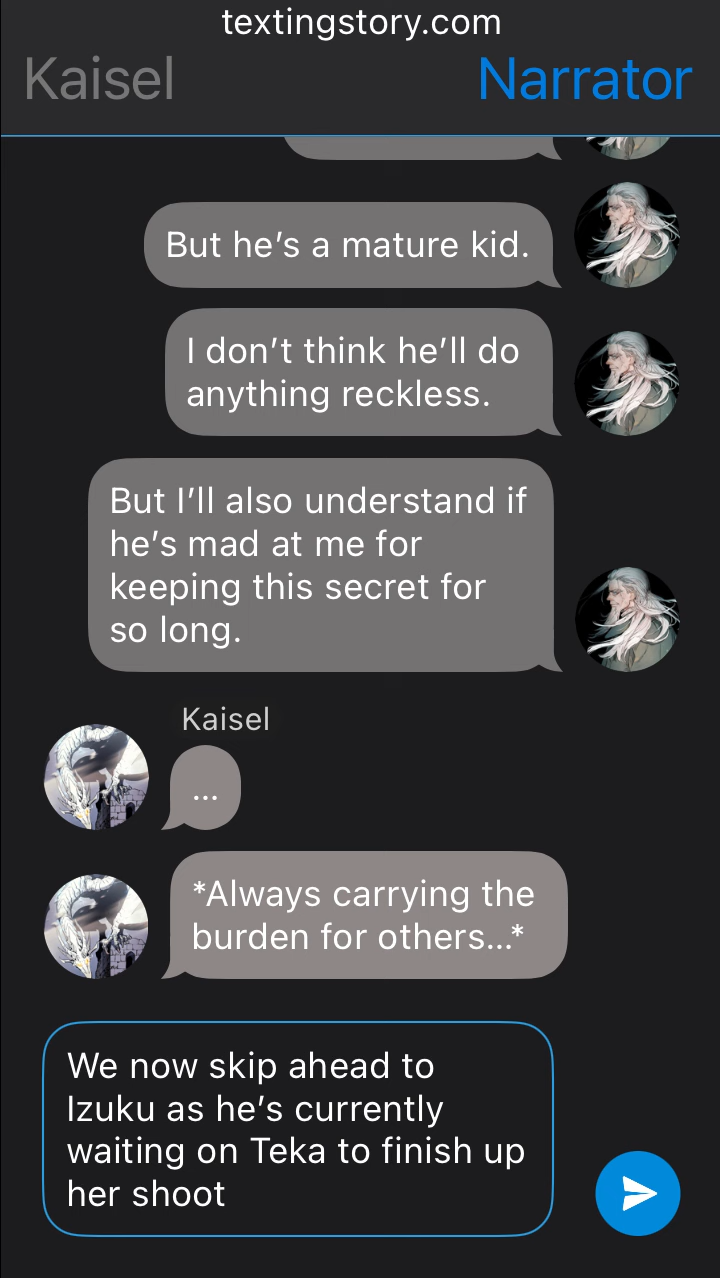 textingstory.com
Kaisel
Narrator
But he’s a mature kid.
I don’t think he’ll do
anything reckless.
But I’ll also understand if
he’s mad at me for
keeping this secret for
so long.
Kaisel
...
*Always carrying the
burden for others...*
We now skip ahead to
Izuku as he’s currently
waiting on Teka to finish up
her shoot